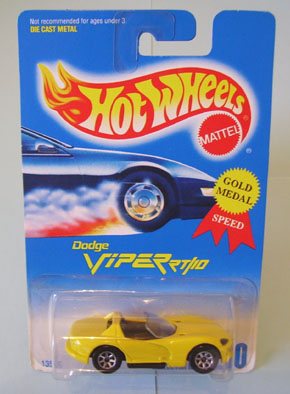 Not recommended for ages under 3.
DIE CAST METAL
HOT WHEELS
MATTEL
GOLD
MEDAL
SPEED
Dodge
VIPER RT/10